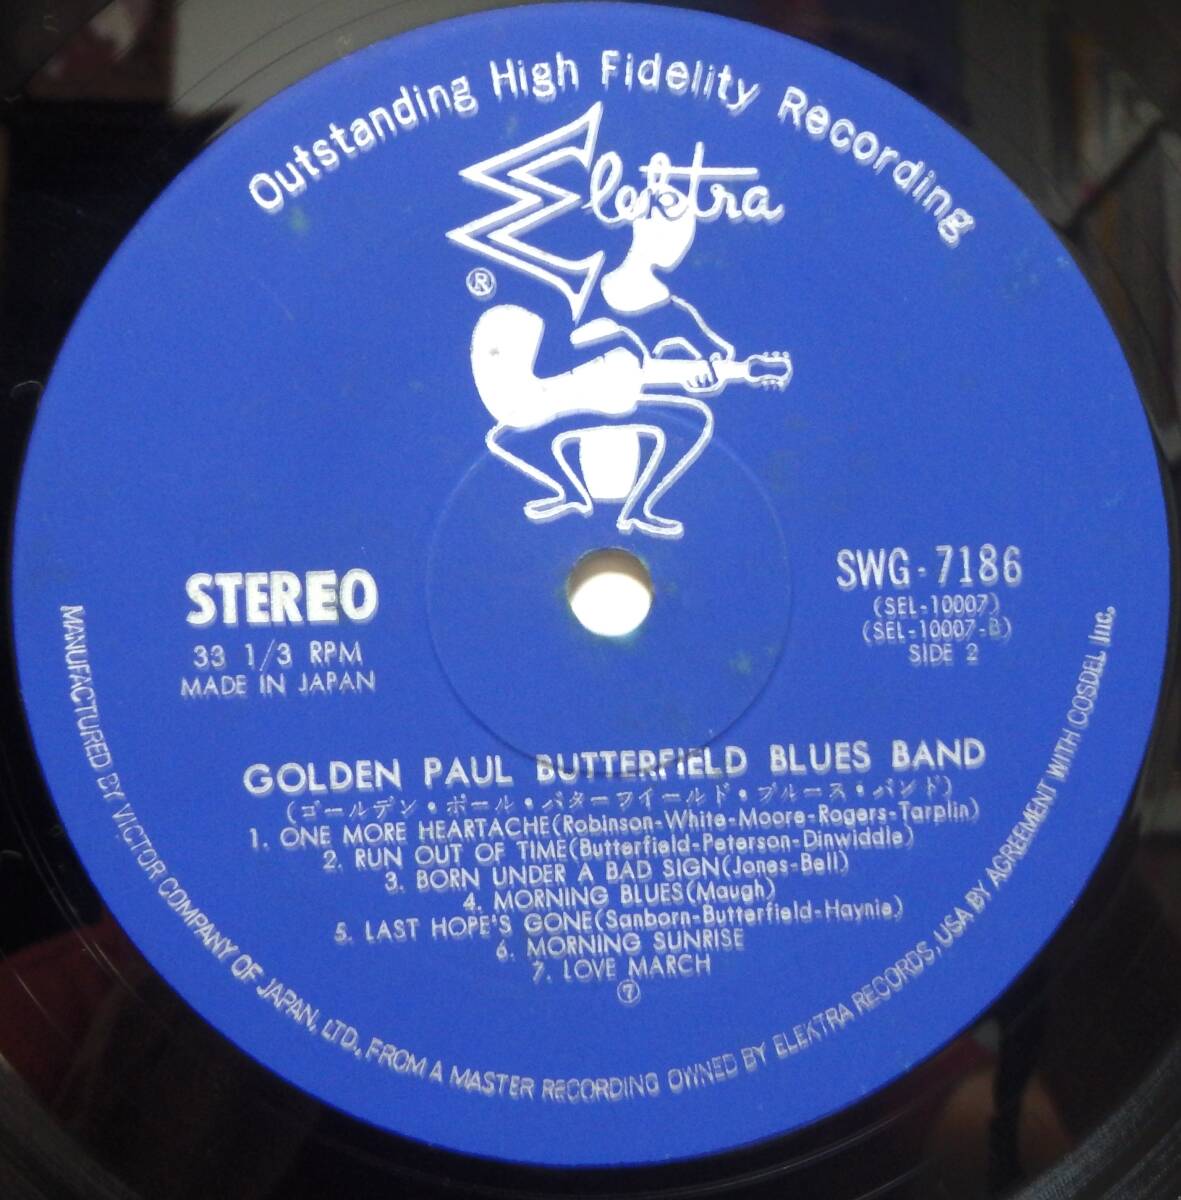 Outstanding High Fidelity Recording
Elektra
®
STEREO
33 1/3 RPM
MADE IN JAPAN
SWG-7186
(SEL-10007)
(SEL-10007-B)
SIDE 2
GOLDEN PAUL BUTTERFIELD BLUES BAND
(ゴールデン・ポール・バターフィールド・ブルース・バンド)
1. ONE MORE HEARTACHE(Robinson-White-Moore-Rogers-Tarplin)
2. RUN OUT OF TIME(Butterfield-Peterson-Dinwiddle)
3. BORN UNDER A BAD SIGN(Jones-Bell)
4. MORNING BLUES(Maugh)
5. LAST HOPE'S GONE(Sanborn-Butterfield-Haynie)
6. MORNING SUNRISE
7. LOVE MARCH
⑦
MANUFACTURED BY VICTOR COMPANY OF JAPAN, LTD., FROM A MASTER RECORDING OWNED BY ELEKTRA RECORDS, USA BY AGREEMENT WITH COSDEL Inc.